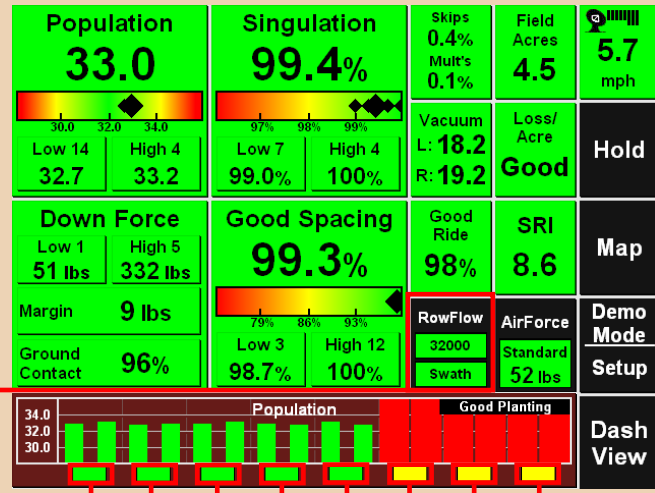 Population
33.0
30.0 32.0 34.0
Low 14 High 4
32.7 33.2
Singulation
99.4%
97% 98% 99%
Low 7 High 4
99.0% 100%
Skips
0.4%
Mult's
0.1%
Field
Acres
4.5
5.7
mph
Vacuum
L: 18.2
R: 19.2
Loss/
Acre
Good
Hold
Down Force
Low 1 High 5
51 lbs 332 lbs
Margin 9 lbs
Ground
Contact 96%
Good Spacing
99.3%
79% 86% 93%
Low 3 High 12
98.7% 100%
Good
Ride
98%
SRI
8.6
Map
RowFlow
32000
Swath
AirForce
Standard
52 lbs
Demo
Mode
Setup
Population Good Planting
34.0
32.0
30.0
Dash
View